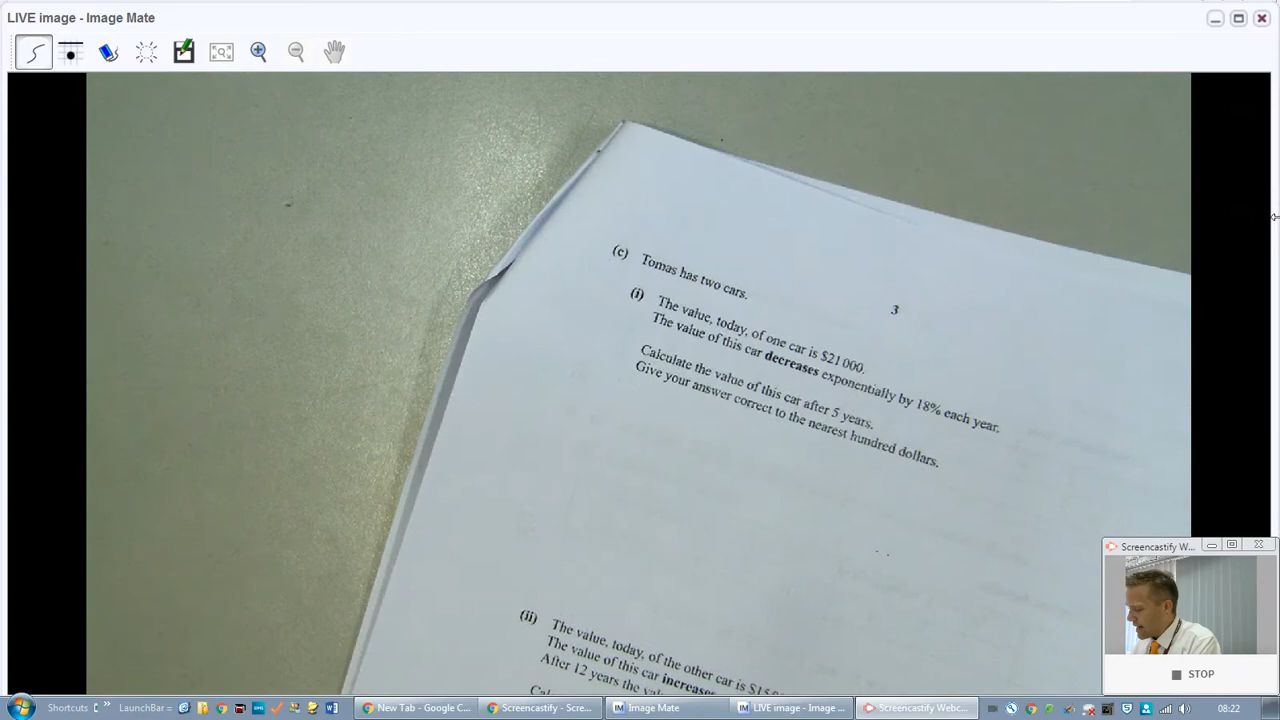 LIVE image - Image Mate
3
(c) Tomas has two cars.
(i) The value, today, of one car is $21 000.
The value of this car decreases exponentially by 18% each year.
Calculate the value of this car after 5 years.
Give your answer correct to the nearest hundred dollars.
(ii) The value, today, of the other car is $15
The value of this car increases
After 12 years the
Screencastify W...
STOP
Shortcuts
LaunchBar
New Tab - Google C...
Screencastify - Scre...
Image Mate
LIVE image - Image ...
Screencastify Webc...
08:22